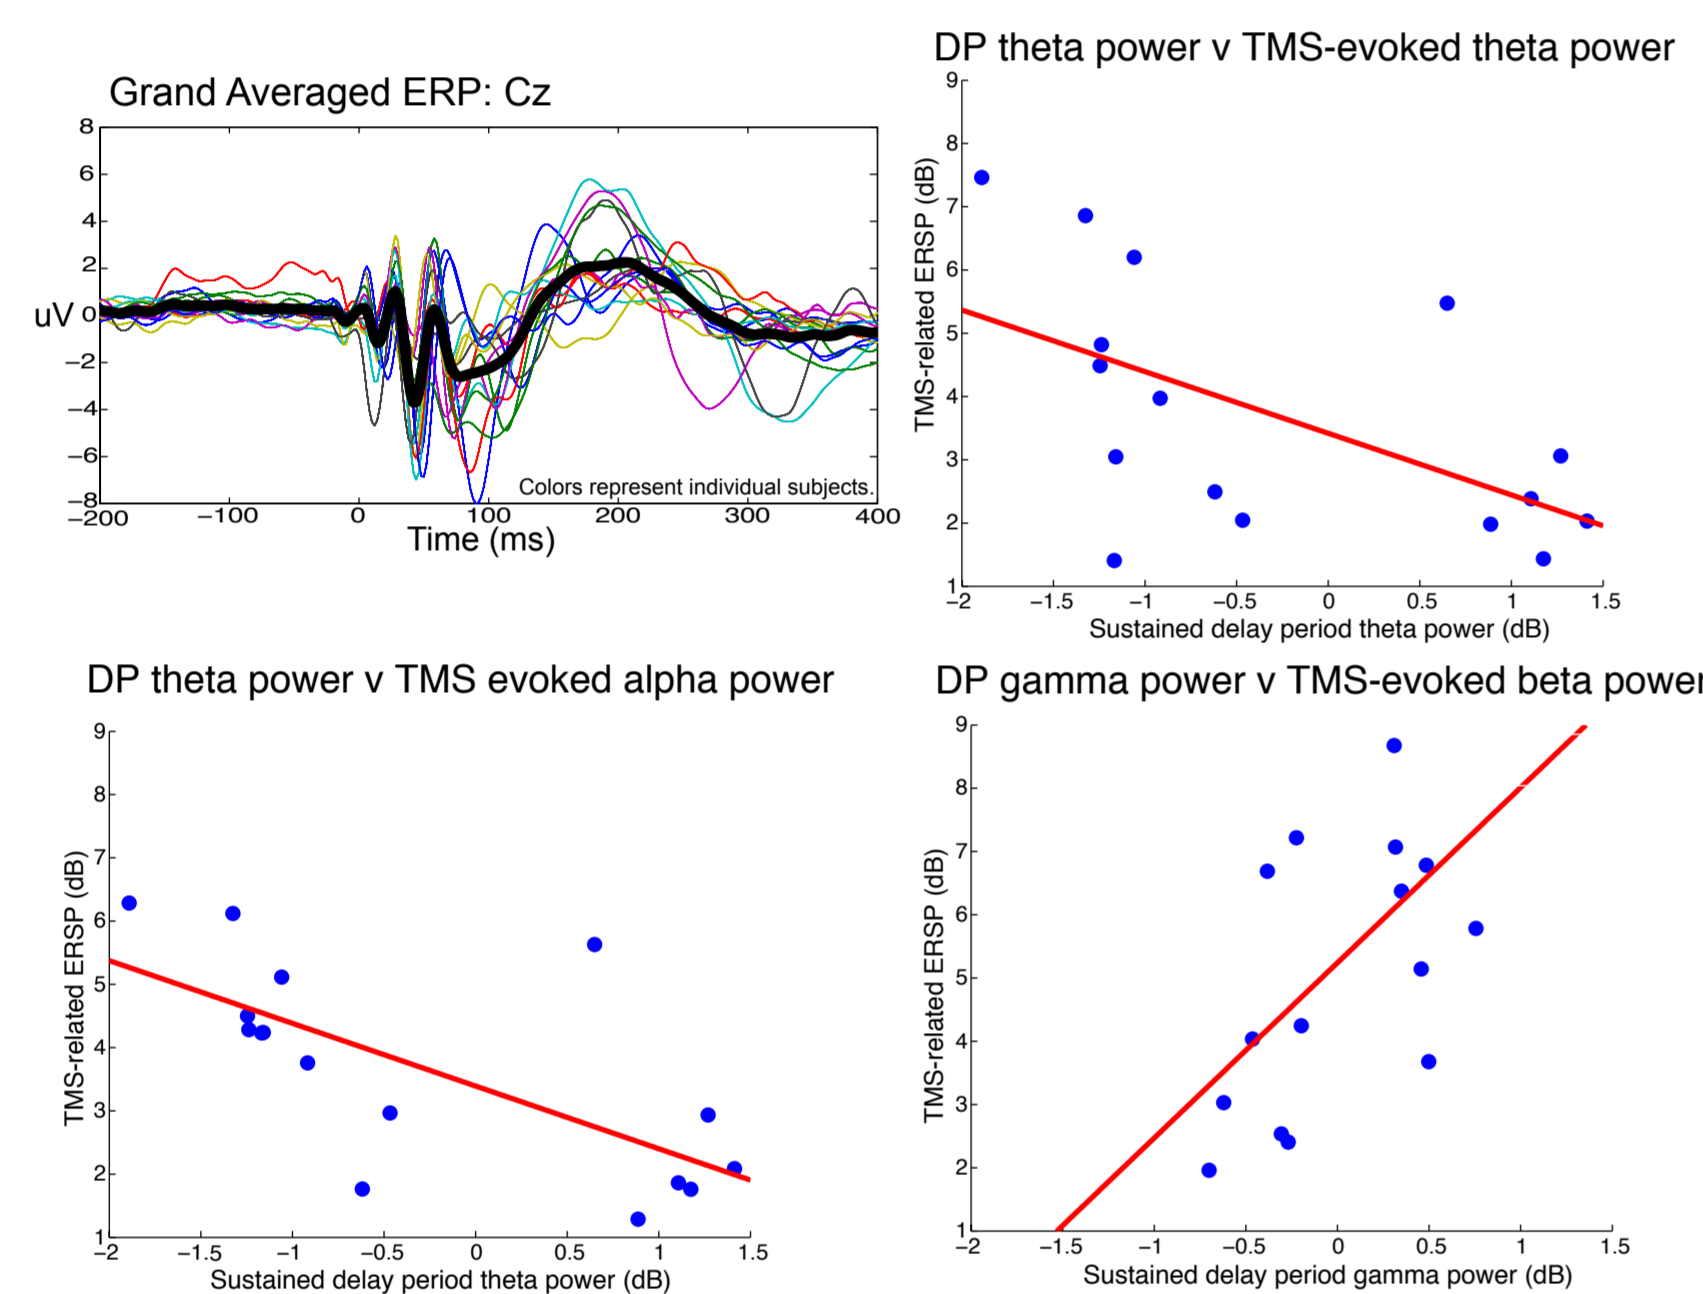 Grand Averaged ERP: Cz
8
6
4
2
uV 0
−2
−4
−6
−8
Colors represent individual subjects.
−200 −100 0 100 200 300 400
Time (ms)
DP theta power v TMS-evoked theta power
TMS-related ERSP (dB)
9
8
7
6
5
4
3
2
1
−2 −1.5 −1 −0.5 0 0.5 1 1.5
Sustained delay period theta power (dB)
DP theta power v TMS evoked alpha power
TMS-related ERSP (dB)
9
8
7
6
5
4
3
2
1
−2 −1.5 −1 −0.5 0 0.5 1 1.5
Sustained delay period theta power (dB)
DP gamma power v TMS-evoked beta power
TMS-related ERSP (dB)
9
8
7
6
5
4
3
2
1
−2 −1.5 −1 −0.5 0 0.5 1 1.5
Sustained delay period gamma power (dB)